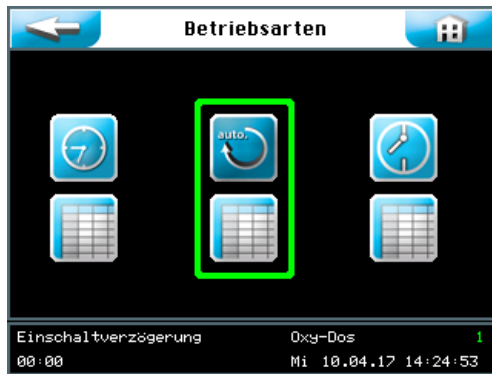 Betriebsarten
auto.
Einschaltverzögerung Oxy-Dos 1
00:00 Mi 10.04.17 14:24:53